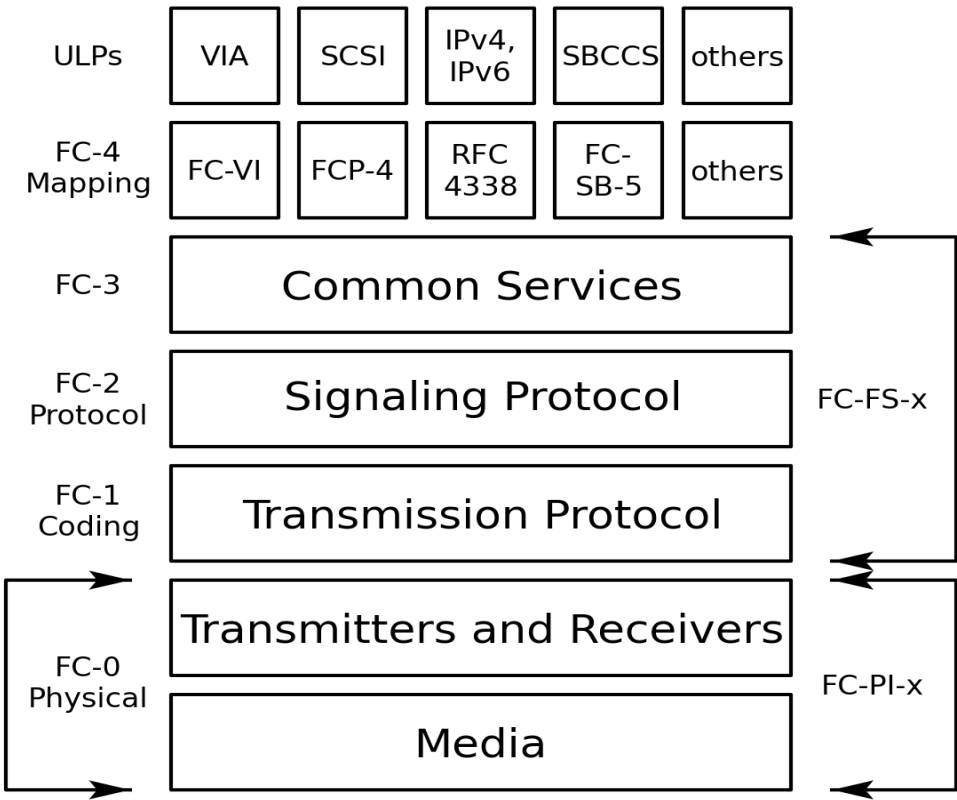 ULPs
VIA
SCSI
IPv4,
IPv6
SBCCS
others
FC-4
Mapping
FC-VI
FCP-4
RFC
4338
FC-
SB-5
others
FC-3
Common Services
FC-2
Protocol
Signaling Protocol
FC-FS-x
FC-1
Coding
Transmission Protocol
Transmitters and Receivers
FC-0
Physical
FC-PI-x
Media